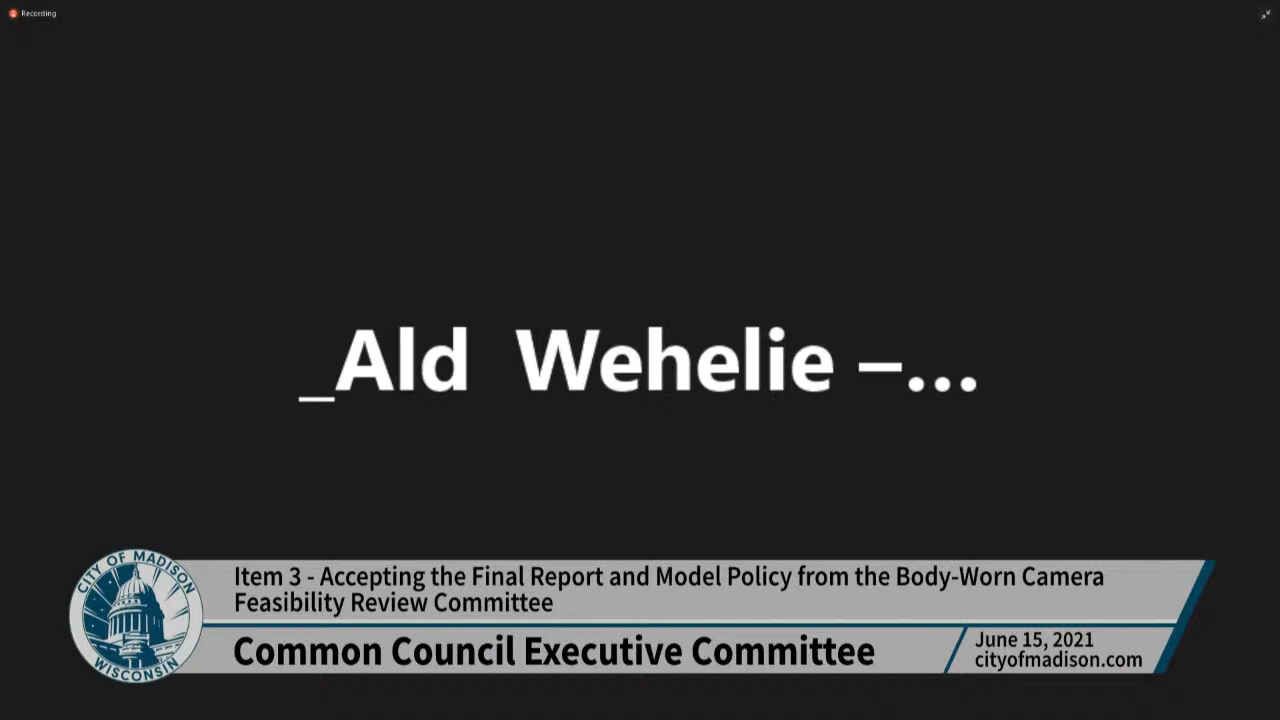 Recording
_Ald  Wehelie –...
CITY OF MADISON
WISCONSIN
Item 3 - Accepting the Final Report and Model Policy from the Body-Worn Camera
Feasibility Review Committee
Common Council Executive Committee
June 15, 2021
cityofmadison.com